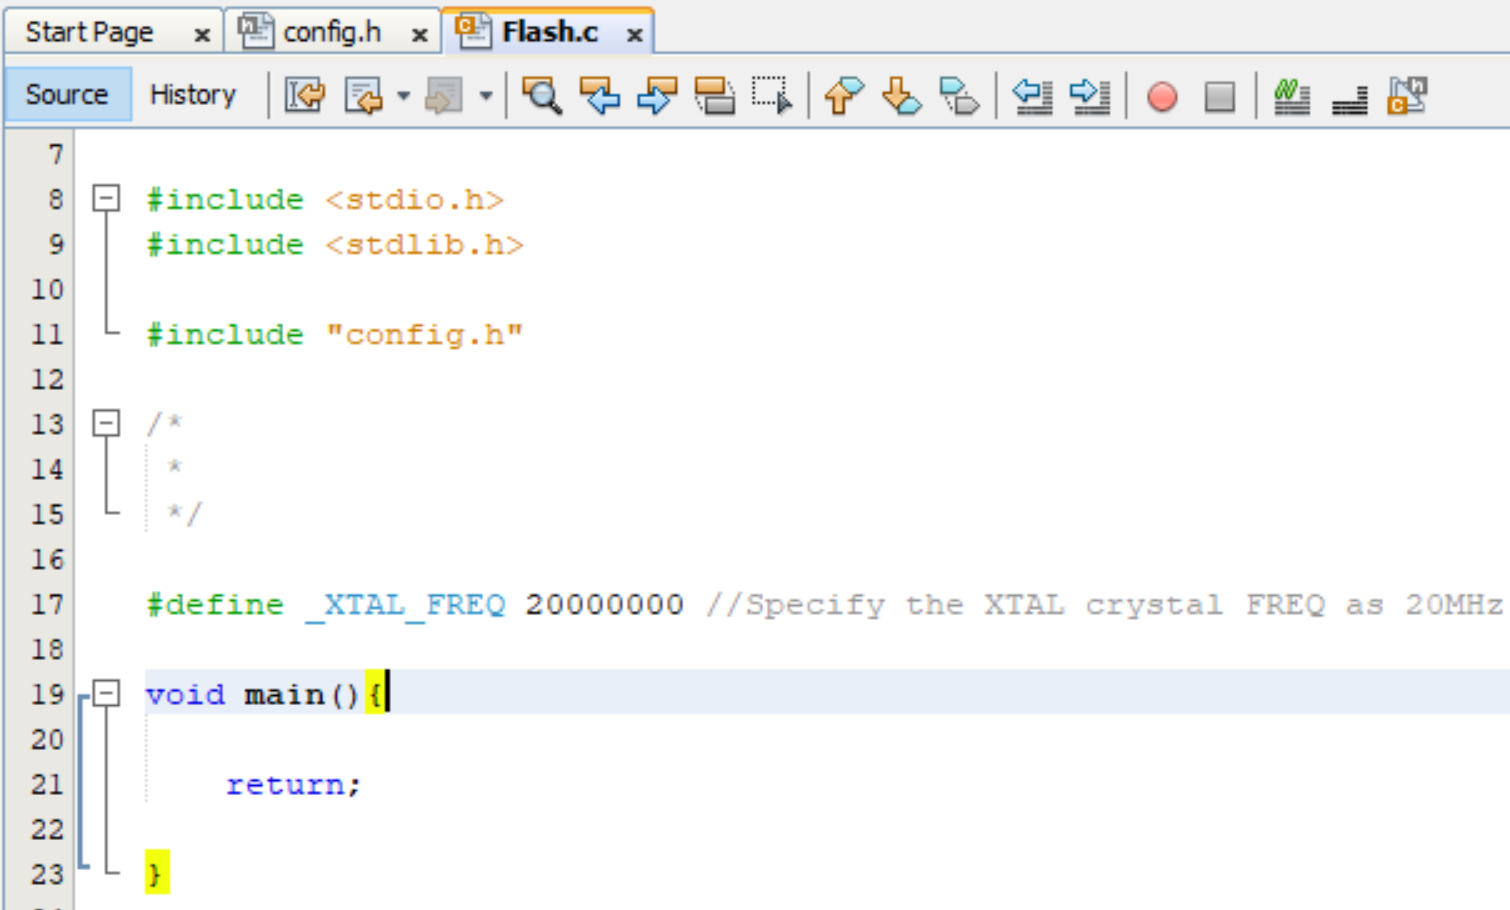 Start Page x config.h x Flash.c x
Source History
7
8 #include <stdio.h>
9 #include <stdlib.h>
10
11 #include "config.h"
12
13 /*
14 *
15 */
16
17 #define _XTAL_FREQ 20000000 //Specify the XTAL crystal FREQ as 20MHz
18
19 void main(){
20
21 return;
22
23 }